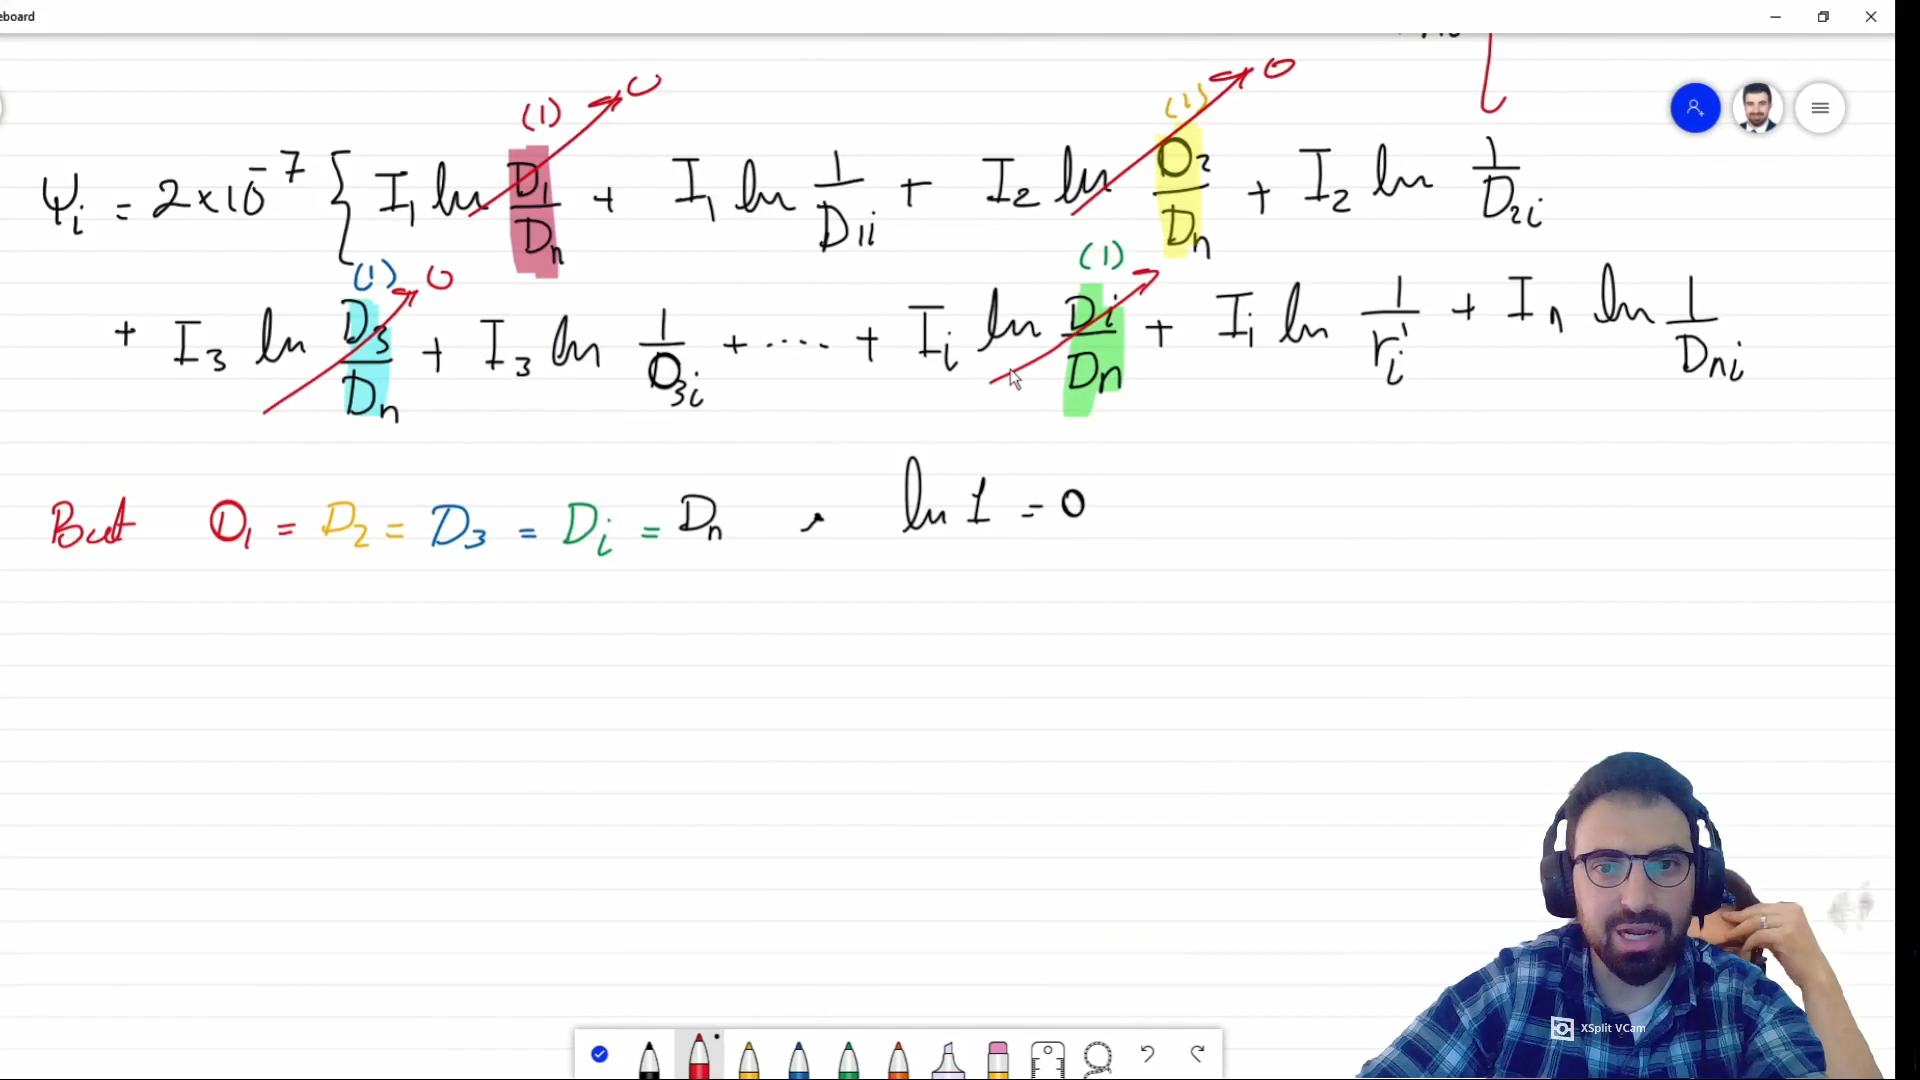 eboard
(1) 0 (1) 0
Ψi = 2×10^-7 { I1 ln D1/Dn + I1 ln 1/D1i + I2 ln D2/Dn + I2 ln 1/D2i
(1) 0 (1)
+ I3 ln D3/Dn + I3 ln 1/D3i + .... + Ii ln Di/Dn + Ii ln 1/ri' + In ln 1/Dni
But D1 = D2 = D3 = Di = Dn , ln 1 = 0
XSplit VCam